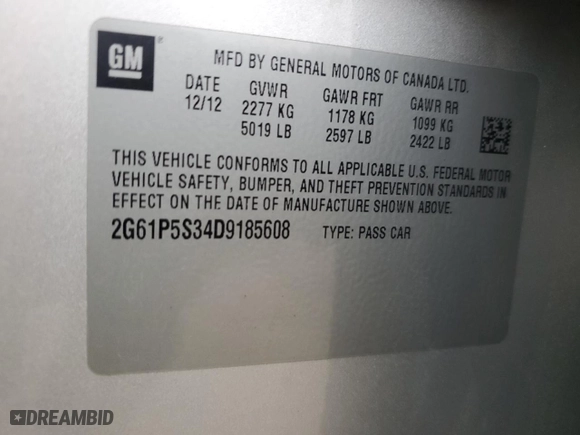 GM
MFD BY GENERAL MOTORS OF CANADA LTD.
DATE GVWR GAWR FRT GAWR RR
12/12 2277 KG 1178 KG 1099 KG
5019 LB 2597 LB 2422 LB
THIS VEHICLE CONFORMS TO ALL APPLICABLE U.S. FEDERAL MOTOR
VEHICLE SAFETY, BUMPER, AND THEFT PREVENTION STANDARDS IN
EFFECT ON THE DATE OF MANUFACTURE SHOWN ABOVE.
2G61P5S34D9185608 TYPE: PASS CAR
DREAMBID